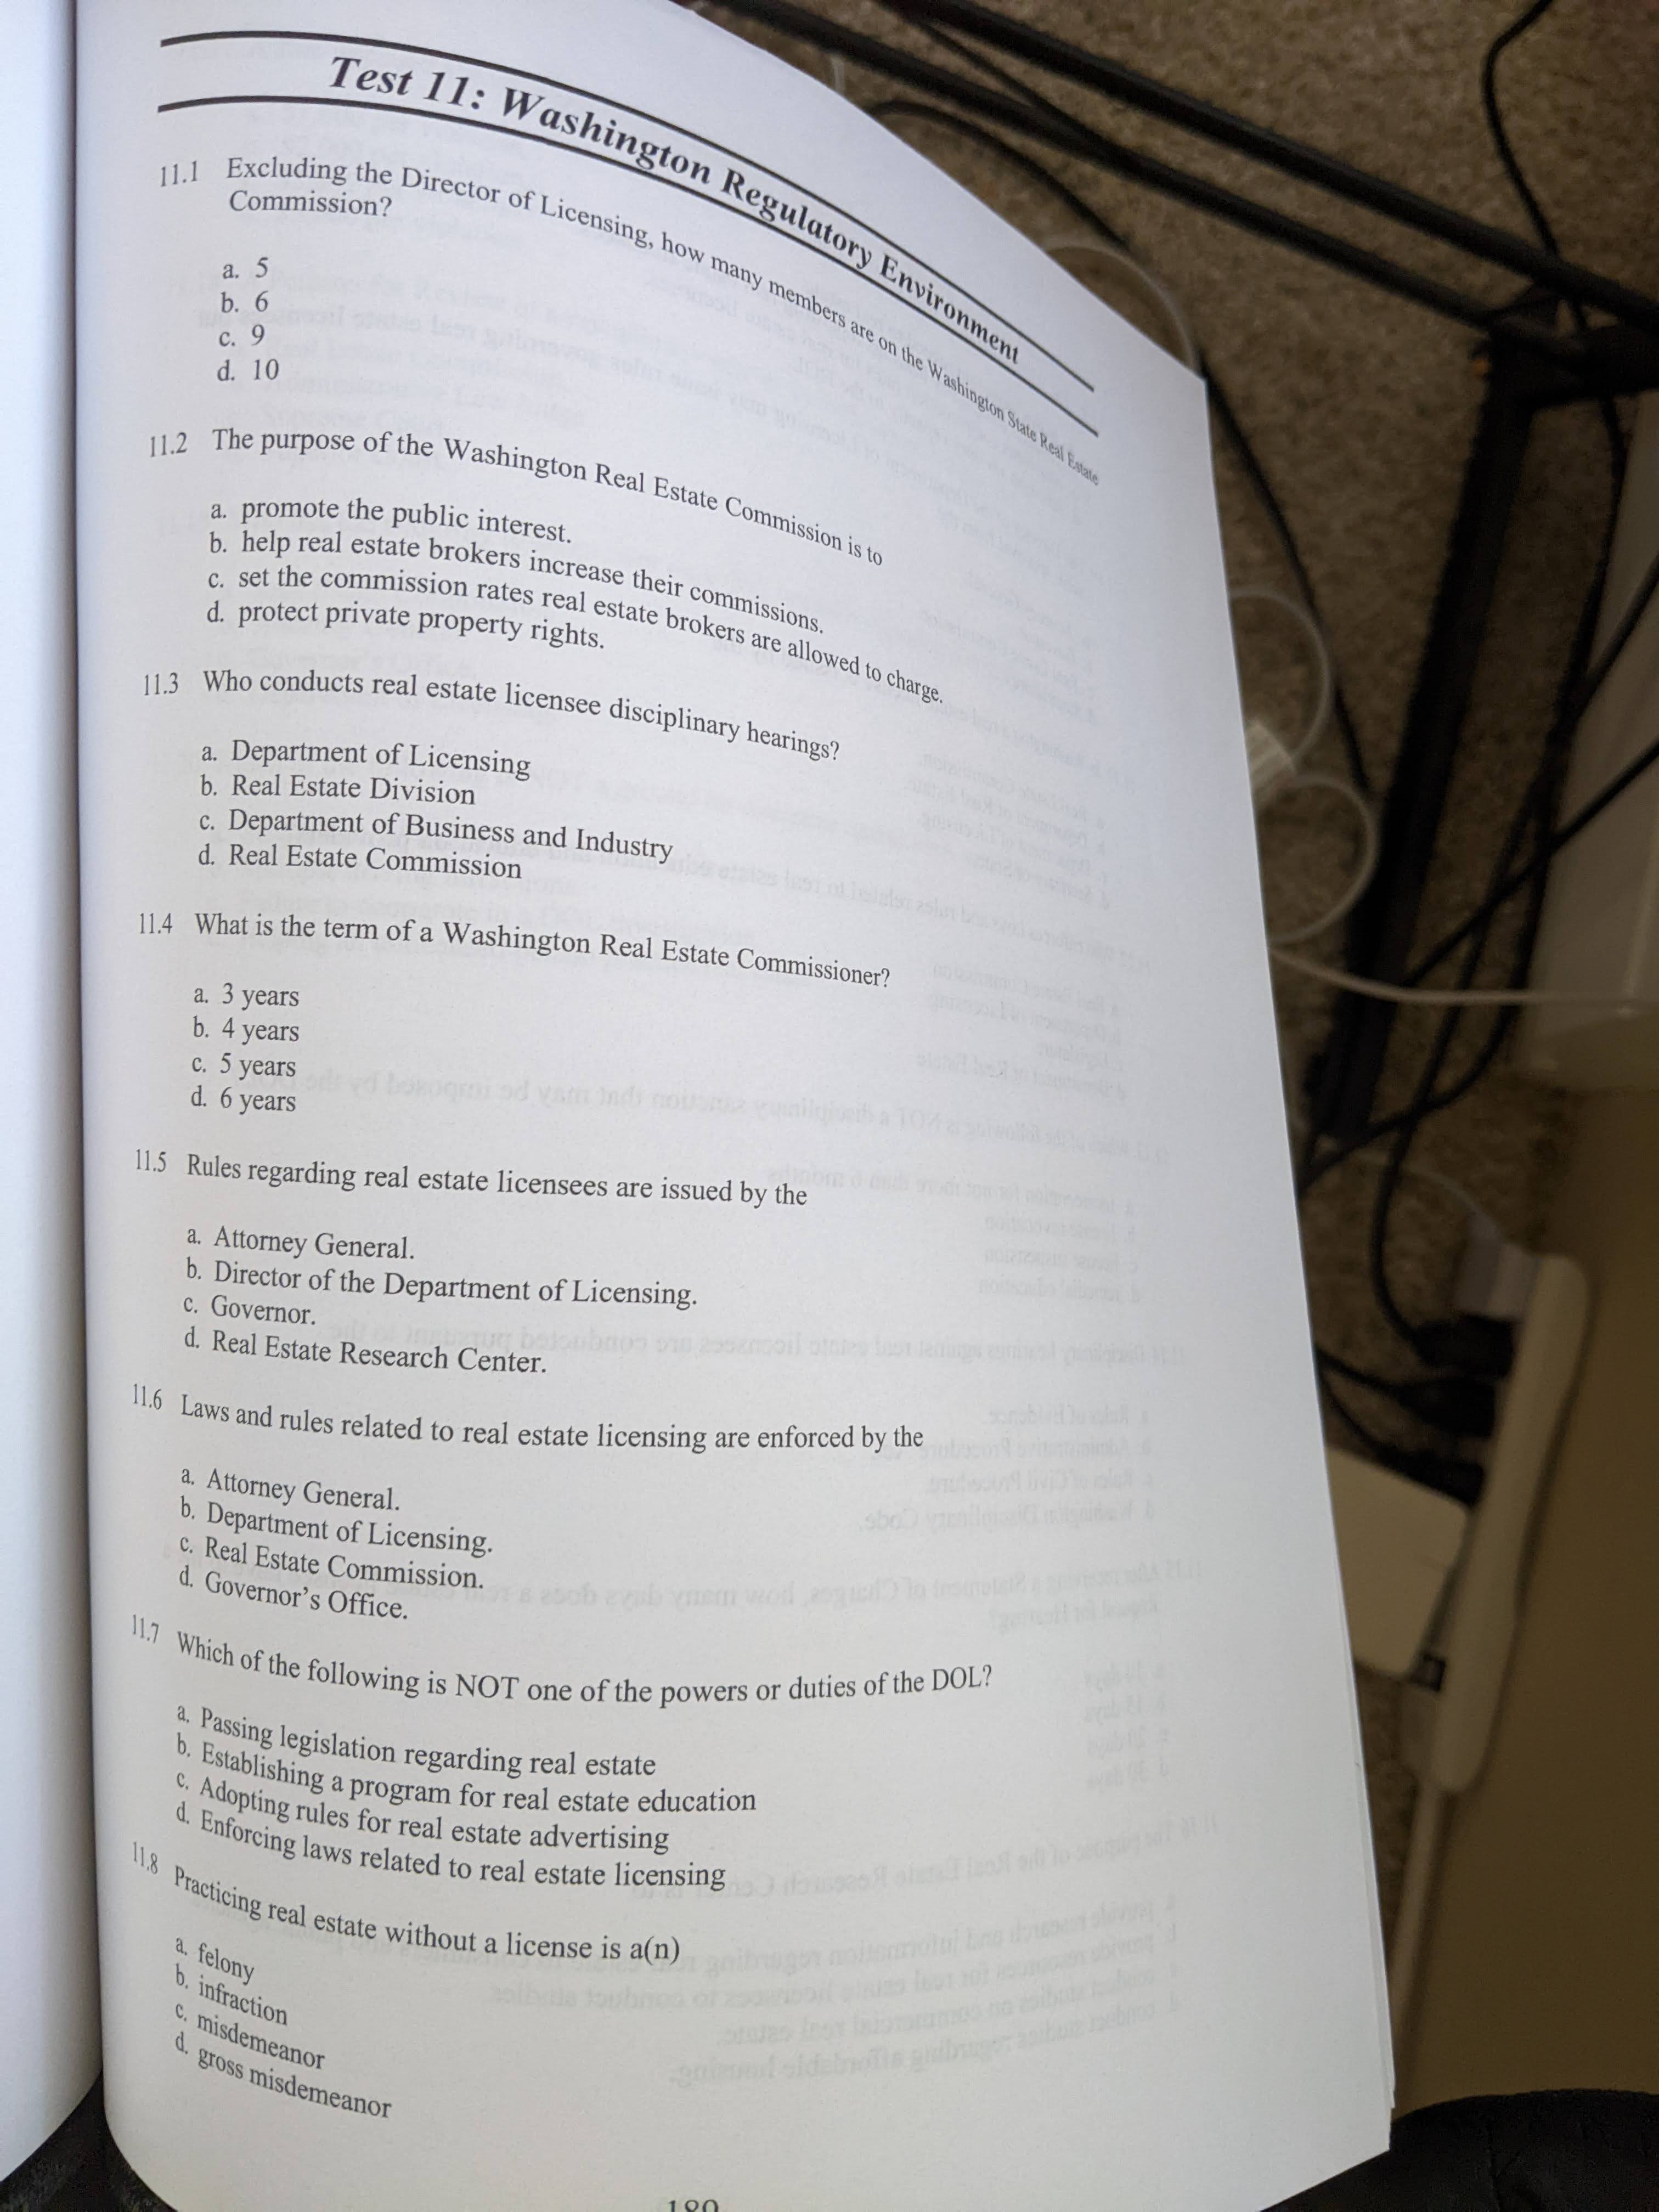 Test 11: Washington Regulatory Environment
11.1 Excluding the Director of Licensing, how many members are on the Washington State Real Estate
Commission?
a. 5
b. 6
c. 9
d. 10
11.2 The purpose of the Washington Real Estate Commission is to
a. promote the public interest.
b. help real estate brokers increase their commissions.
c. set the commission rates real estate brokers are allowed to charge.
d. protect private property rights.
11.3 Who conducts real estate licensee disciplinary hearings?
a. Department of Licensing
b. Real Estate Division
c. Department of Business and Industry
d. Real Estate Commission
11.4 What is the term of a Washington Real Estate Commissioner?
a. 3 years
b. 4 years
c. 5 years
d. 6 years
11.5 Rules regarding real estate licensees are issued by the
a. Attorney General.
b. Director of the Department of Licensing.
c. Governor.
d. Real Estate Research Center.
11.6 Laws and rules related to real estate licensing are enforced by the
a. Attorney General.
b. Department of Licensing.
c. Real Estate Commission.
d. Governor's Office.
11.7 Which of the following is NOT one of the powers or duties of the DOL?
a. Passing legislation regarding real estate
b. Establishing a program for real estate education
c. Adopting rules for real estate advertising
d. Enforcing laws related to real estate licensing
11.8 Practicing real estate without a license is a(n)
a. felony
b. infraction
c. misdemeanor
d. gross misdemeanor